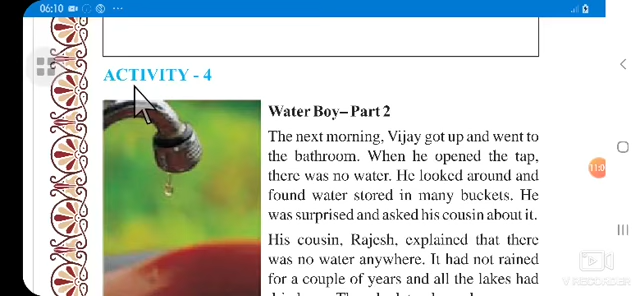 06:10
ACTIVITY - 4
Water Boy– Part 2
The next morning, Vijay got up and went to
the bathroom. When he opened the tap,
there was no water. He looked around and
found water stored in many buckets. He
was surprised and asked his cousin about it.
His cousin, Rajesh, explained that there
was no water anywhere. It had not rained
for a couple of years and all the lakes had
11:0
V RECORDER